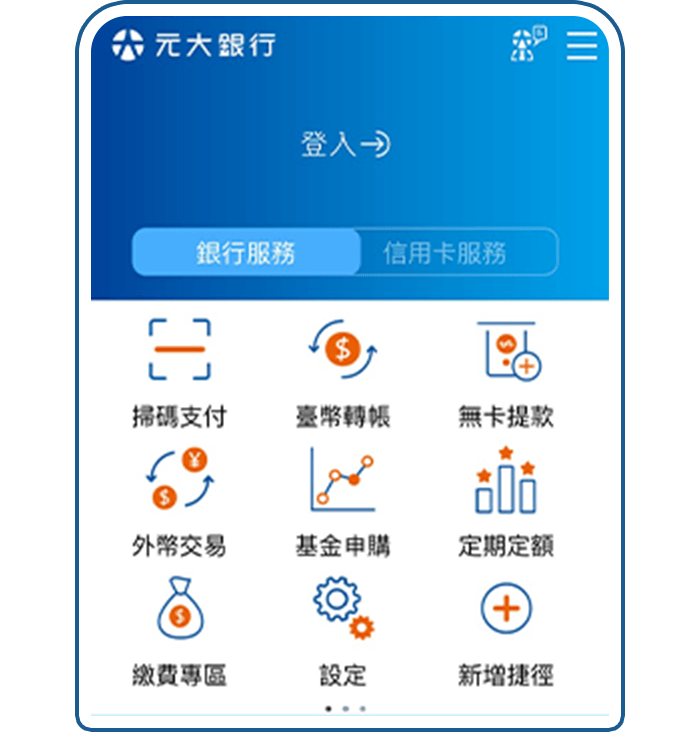 元大銀行
登入
銀行服務 信用卡服務
掃碼支付 臺幣轉帳 無卡提款
外幣交易 基金申購 定期定額
繳費專區 設定 新增捷徑